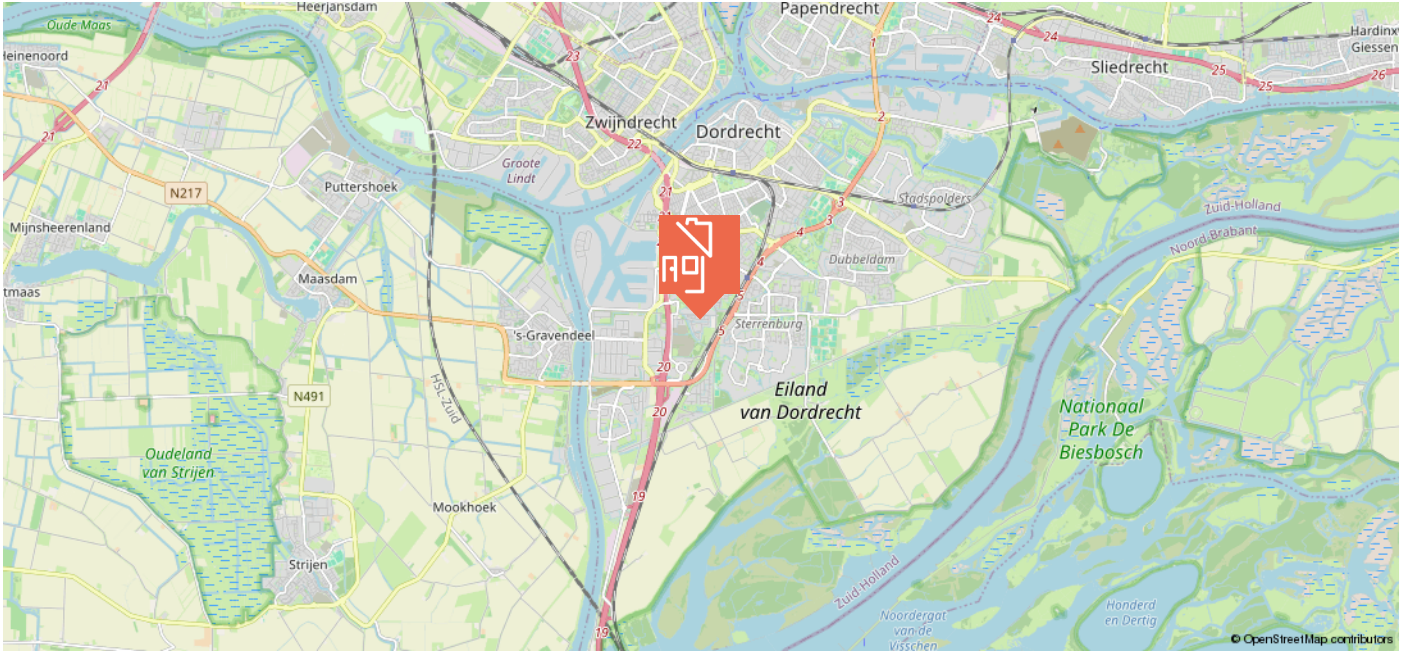 Heerjansdam
Papendrecht
Oude Maas
24
24
23
1
Heinenoord
Hardinxv
Giessen
Sliedrecht
25
25
26
21
21
2
Zwijndrecht
Dordrecht
22
Groote
Lindt
N217
Puttershoek
21
21
3
3
Stadspolders
Zuid-Holland
Noord-Brabant
Mijnsheerenland
4
4
Dubbeldam
Maasdam
tmaas
5
5
's-Gravendeel
Sterrenburg
20
HSL-Zuid
N491
20
Eiland
van Dordrecht
Nationaal
Park De
Biesbosch
Oudeland
van Strijen
19
Mookhoek
Strijen
Zuid-Holland
Noordergat
van de
Visschen
Honderd
en Dertig
19
© OpenStreetMap contributors